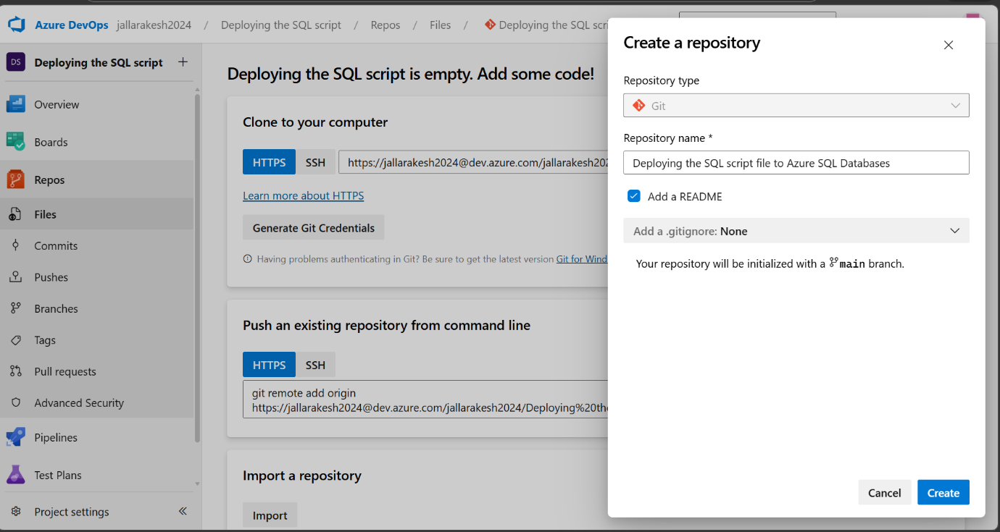 Azure DevOps jallarakesh2024 / Deploying the SQL script / Repos / Files / Deploying the SQL
DS Deploying the SQL script
Overview
Boards
Repos
Files
Commits
Pushes
Branches
Tags
Pull requests
Advanced Security
Pipelines
Test Plans
Project settings
Deploying the SQL script is empty. Add some code!
Clone to your computer
HTTPS SSH https://jallarakesh2024@dev.azure.com/jallarakesh202
Learn more about HTTPS
Generate Git Credentials
Having problems authenticating in Git? Be sure to get the latest version Git for Wind
Push an existing repository from command line
HTTPS SSH
git remote add origin
https://jallarakesh2024@dev.azure.com/jallarakesh2024/Deploying%20the
Import a repository
Import
Create a repository
Repository type
Git
Repository name *
Deploying the SQL script file to Azure SQL Databases
Add a README
Add a .gitignore: None
Your repository will be initialized with a main branch.
Cancel Create